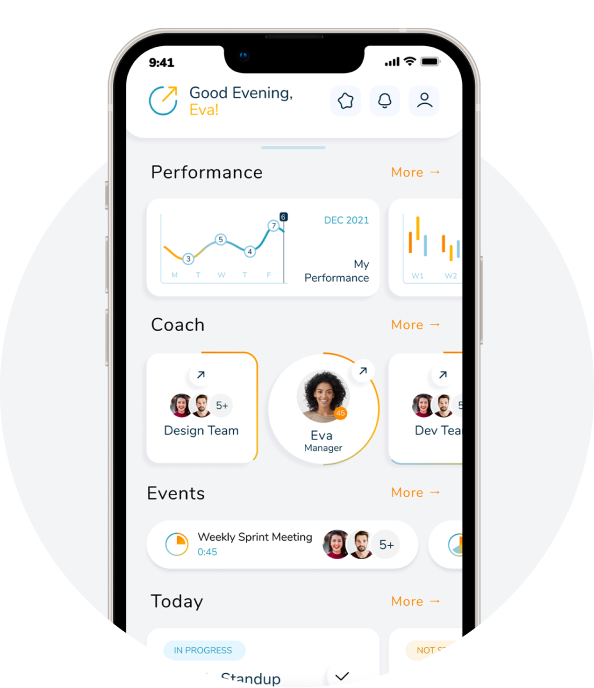 9:41
Good Evening,
Eva!
Performance
More →
6
7
5
4
3
DEC 2021
My
Performance
M T W T F
W1 W2
Coach
More →
5+
Design Team
45
Eva
Manager
5
Dev Tea
Events
More →
Weekly Sprint Meeting
0:45
5+
Today
More →
IN PROGRESS
NOT
Standup